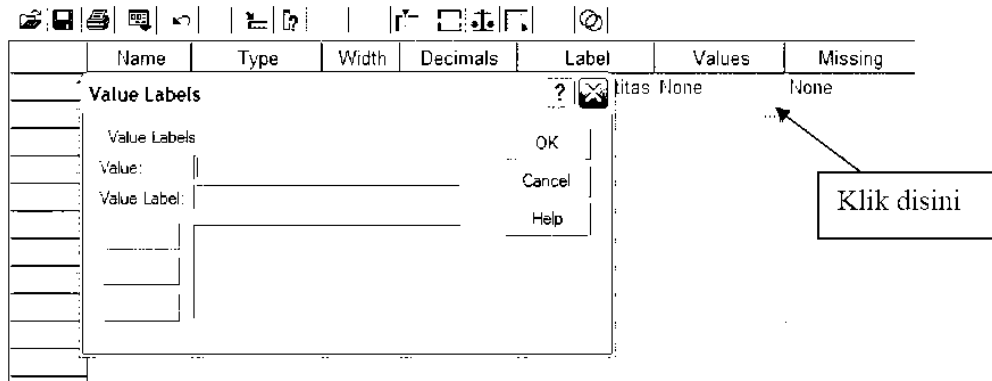 Name Type Width Decimals Label Values Missing
Value Labels ? titas None None
Value Labels
OK
Value:
Cancel
Value Label:
Klik disini
Help